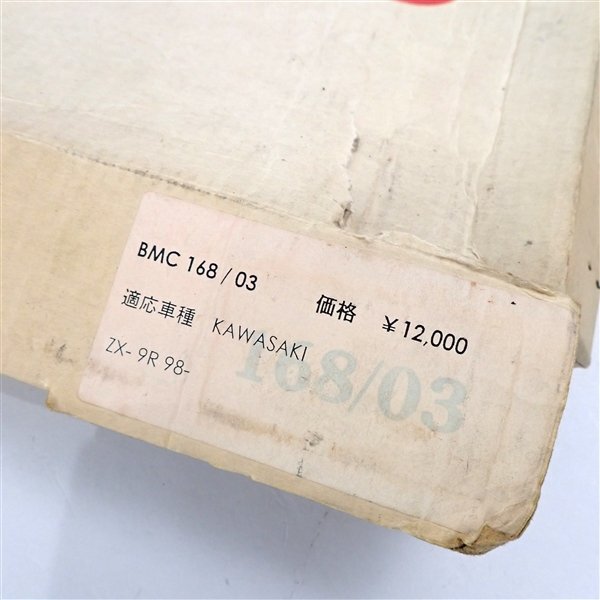 BMC 168 / 03 価格 ¥12,000
適応車種 KAWASAKI
ZX- 9R 98-
168/03